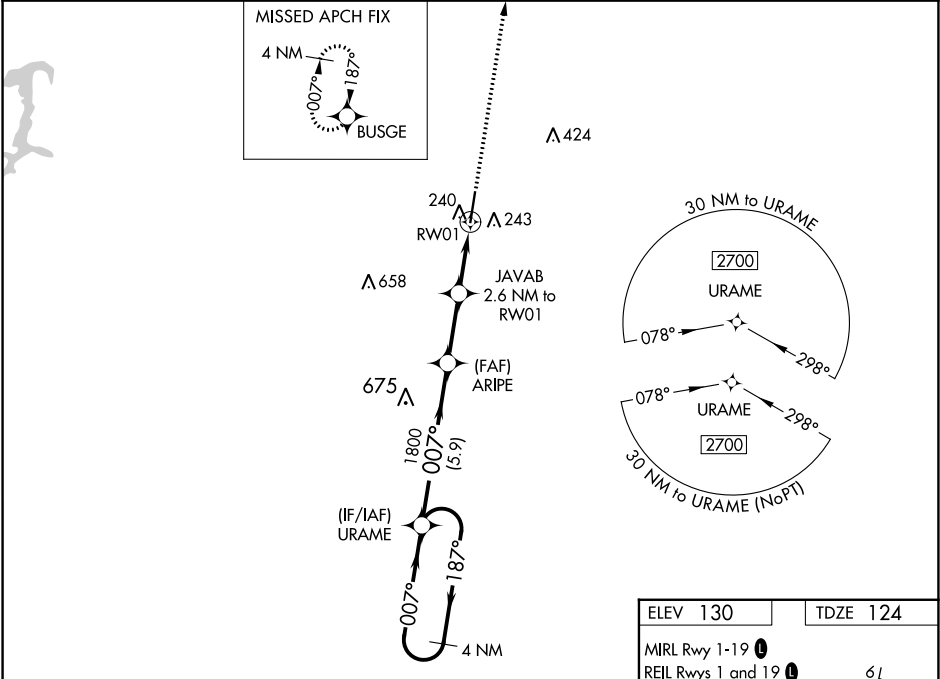 MISSED APCH FIX
4 NM
007°
187°
BUSGE
424
240
243
RW01
658
JAVAB
2.6 NM to
RW01
(FAF)
ARIPE
675
1800
007°
(5.9)
(IF/IAF)
URAME
007°
187°
4 NM
30 NM to URAME
2700
URAME
078°
298°
078°
298°
URAME
2700
30 NM to URAME (NoPT)
ELEV 130
TDZE 124
MIRL Rwy 1-19 L
REIL Rwys 1 and 19 L